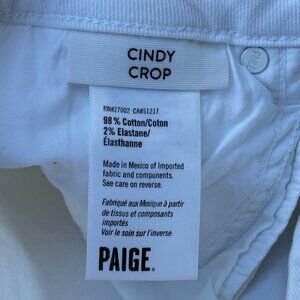 CINDY
CROP
RN#27002 CA#51217
98% Cotton/Coton
2% Elastane/
Élasthanne
Made in Mexico of Imported
fabric and components.
See care on reverse.
Fabriqué aux Mexique à partir
de tissus et composants
importés
Voir le soin sur l'inverse.
PAIGE.